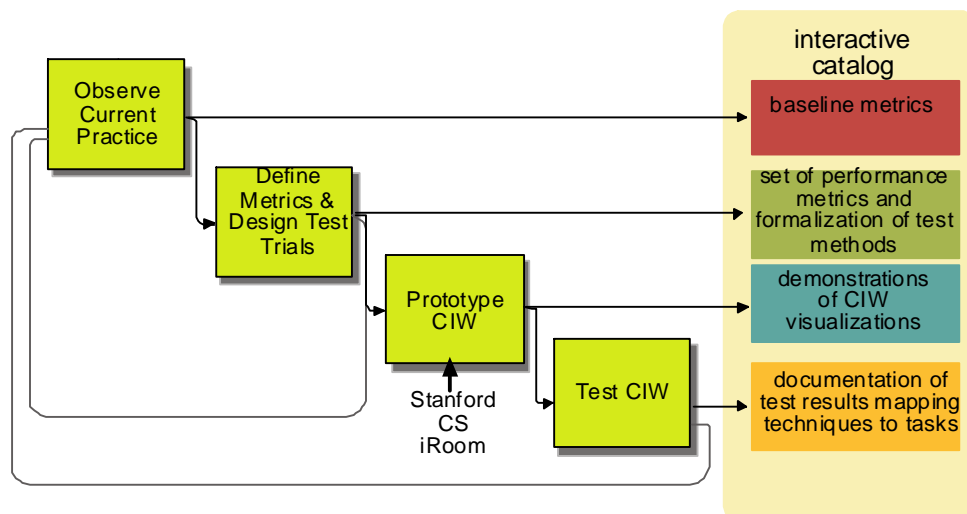 interactive
catalog
Observe
Current
Practice
baseline metrics
Define
Metrics &
Design Test
Trials
set of performance
metrics and
formalization of test
methods
Prototype
CIW
demonstrations
of CIW
visualizations
Stanford
CS
iRoom
Test CIW
documentation of
test results mapping
techniques to tasks